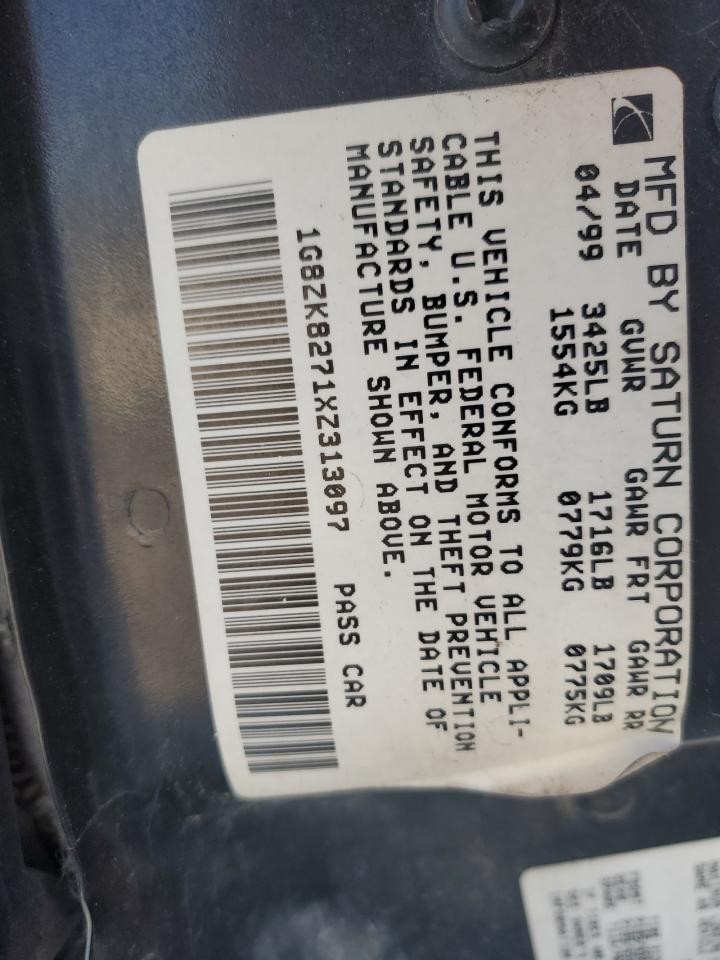 MFD BY SATURN CORPORATION
DATE GVWR GAWR FRT GAWR RR
04/99 3425LB 1716LB 1709LB
1554KG 0779KG 0775KG
THIS VEHICLE CONFORMS TO ALL APPLI-
CABLE U.S. FEDERAL MOTOR VEHICLE
SAFETY, BUMPER, AND THEFT PREVENTION
STANDARDS IN EFFECT ON THE DATE OF
MANUFACTURE SHOWN ABOVE.
1G8ZK8271XZ313097 PASS CAR